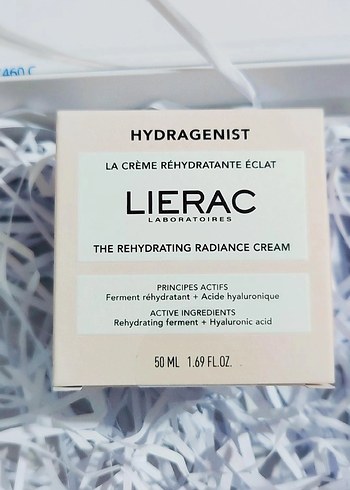 HYDRAGENIST
LA CRÈME RÉHYDRATANTE ÉCLAT
LIERAC
LABORATOIRES
THE REHYDRATING RADIANCE CREAM
PRINCIPES ACTIFS
Ferment réhydratant + Acide hyaluronique
ACTIVE INGREDIENTS
Rehydrating ferment + Hyaluronic acid
50 ML 1.69 FL.OZ.